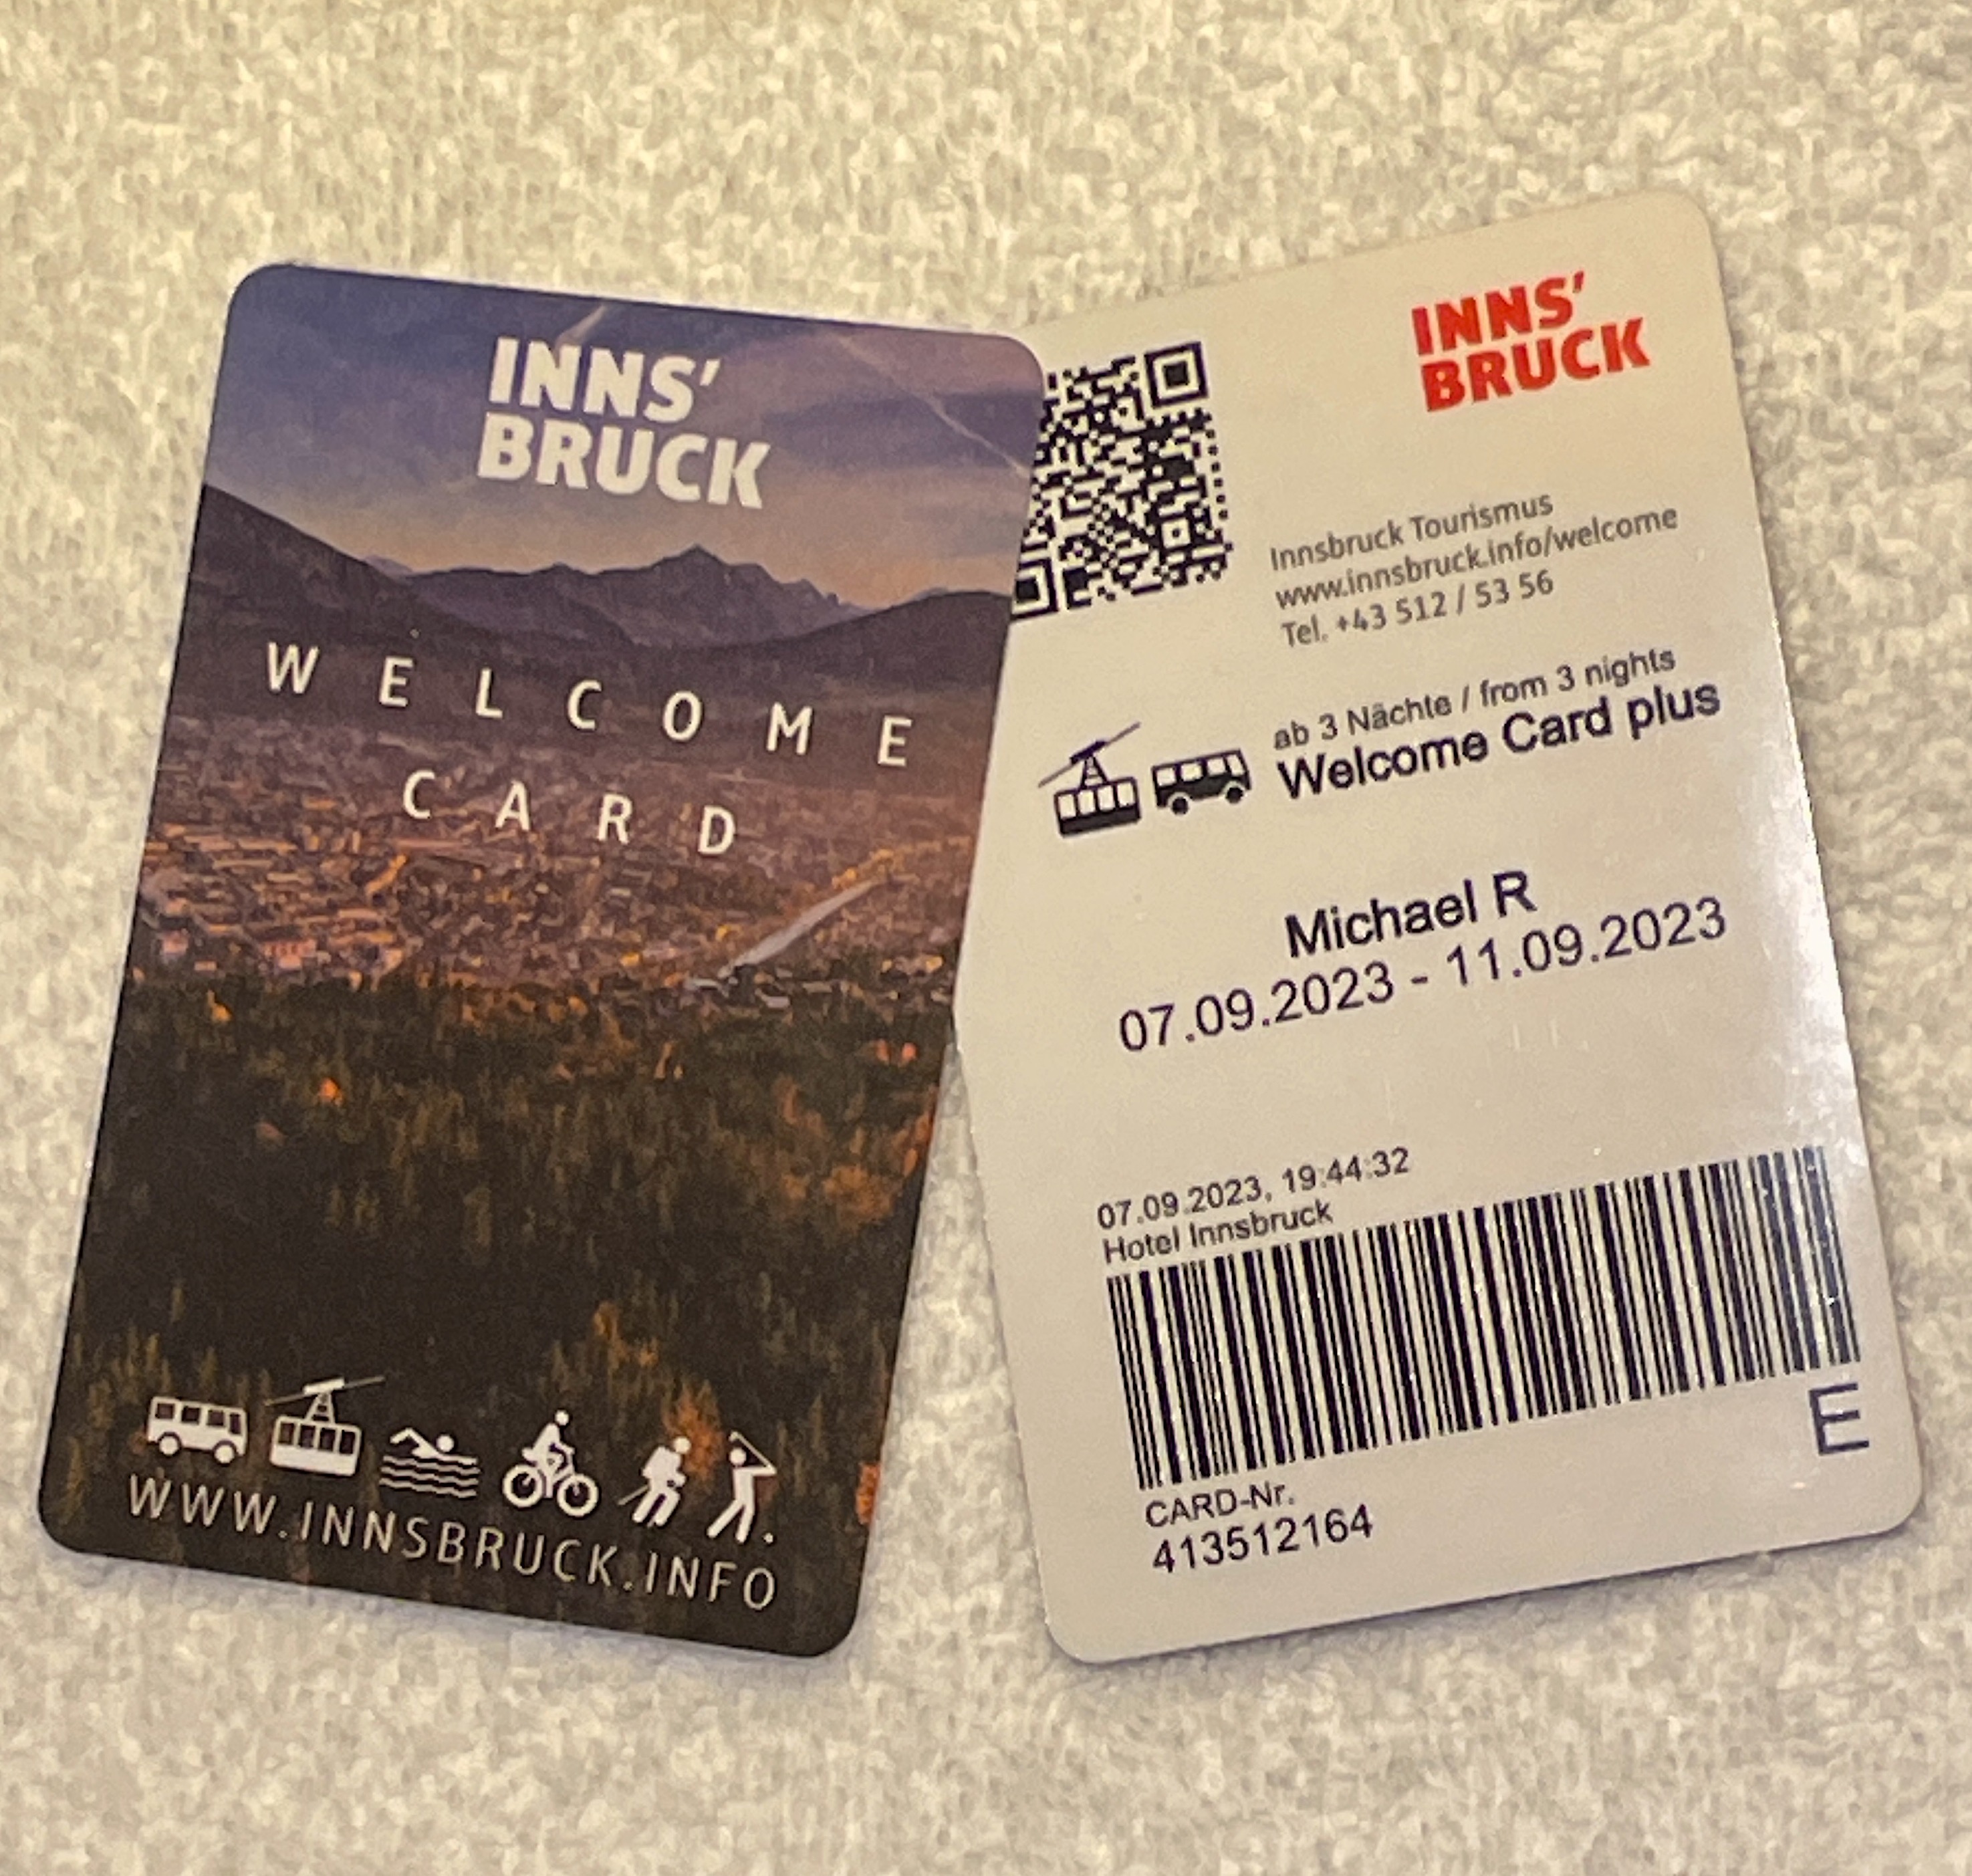 INNS'
BRUCK
WELCOME
CARD
WWW.INNSBRUCK.INFO
INNS'
BRUCK
Innsbruck Tourismus
www.innsbruck.info/welcome
Tel. +43 512 / 53 56
ab 3 Nächte / from 3 nights
Welcome Card plus
Michael R
07.09.2023 - 11.09.2023
07.09.2023, 19:44:32
Hotel Innsbruck
E
CARD-Nr.
413512164